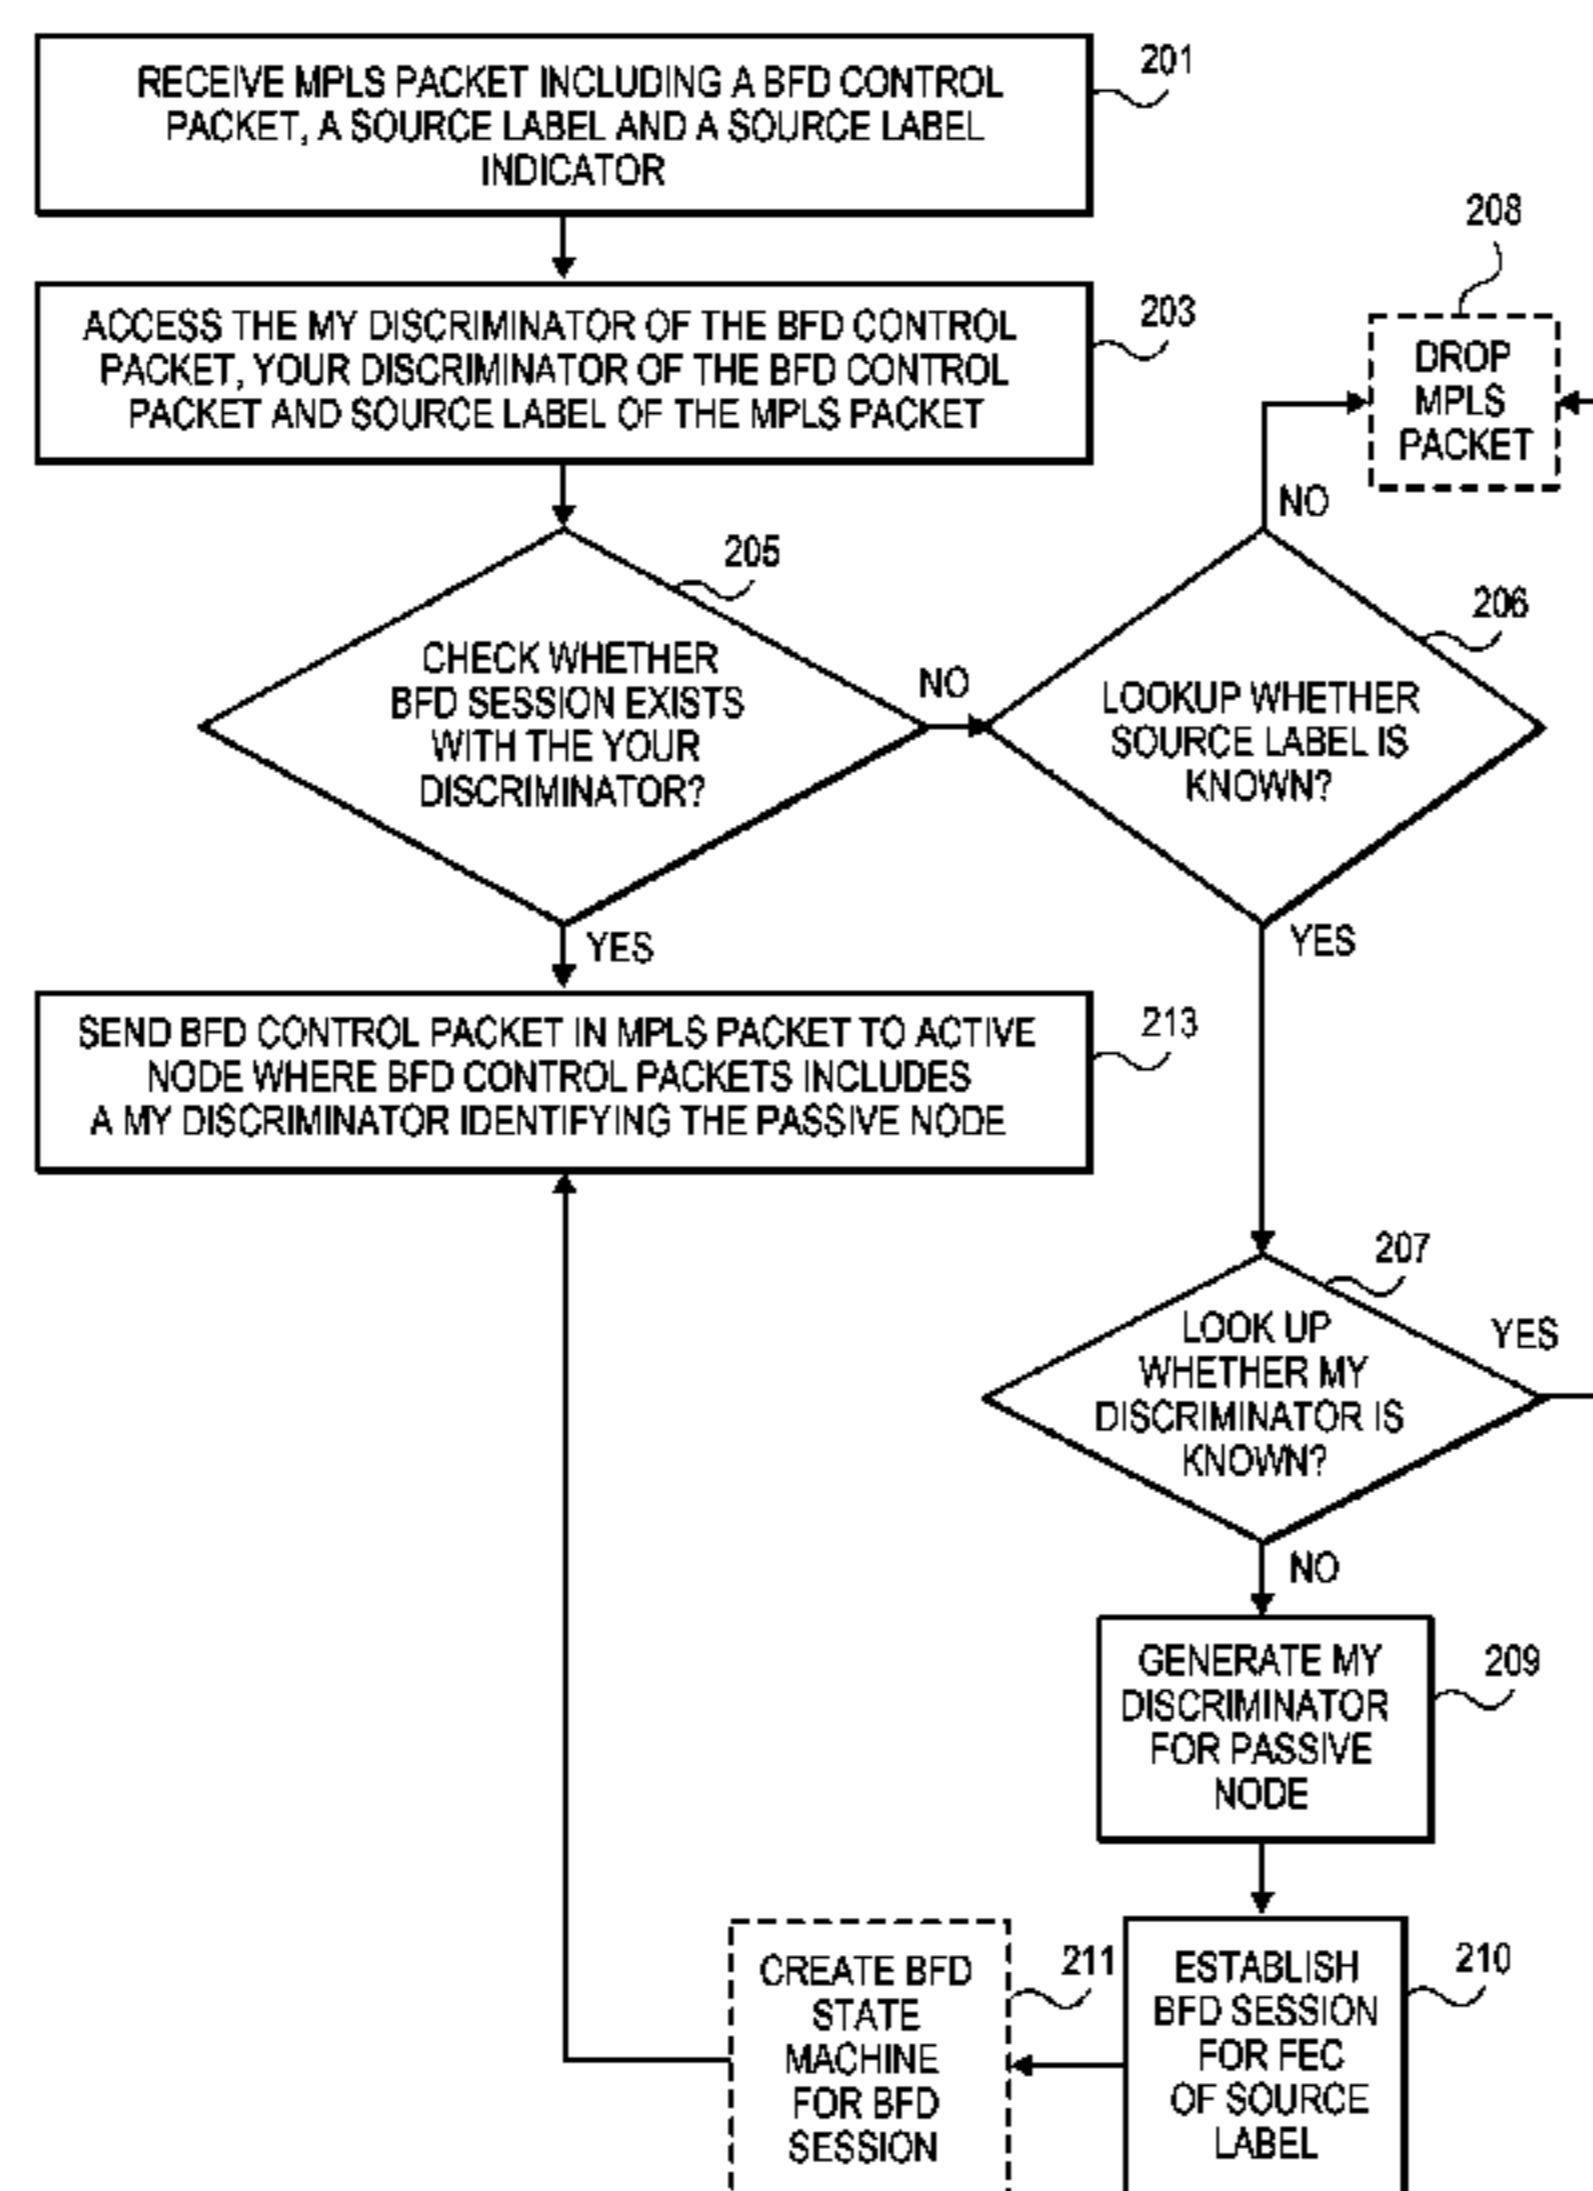 RECEIVE MPLS PACKET INCLUDING A BFD CONTROL
PACKET, A SOURCE LABEL AND A SOURCE LABEL
INDICATOR
201
ACCESS THE MY DISCRIMINATOR OF THE BFD CONTROL
PACKET, YOUR DISCRIMINATOR OF THE BFD CONTROL
PACKET AND SOURCE LABEL OF THE MPLS PACKET
203
208
DROP
MPLS
PACKET
NO
205
CHECK WHETHER
BFD SESSION EXISTS
WITH THE YOUR
DISCRIMINATOR?
NO
206
LOOKUP WHETHER
SOURCE LABEL IS
KNOWN?
YES
YES
SEND BFD CONTROL PACKET IN MPLS PACKET TO ACTIVE
NODE WHERE BFD CONTROL PACKETS INCLUDES
A MY DISCRIMINATOR IDENTIFYING THE PASSIVE NODE
213
207
LOOK UP
WHETHER MY
DISCRIMINATOR IS
KNOWN?
YES
NO
GENERATE MY
DISCRIMINATOR
FOR PASSIVE
NODE
209
CREATE BFD
STATE
MACHINE
FOR BFD
SESSION
211
ESTABLISH
BFD SESSION
FOR FEC
OF SOURCE
LABEL
210